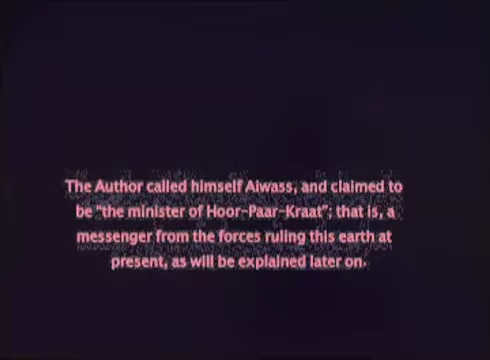 The Author called himself Aiwass, and claimed to
be "the minister of Hoor-Paar-Kraat"; that is, a
messenger from the forces ruling this earth at
present, as will be explained later on.